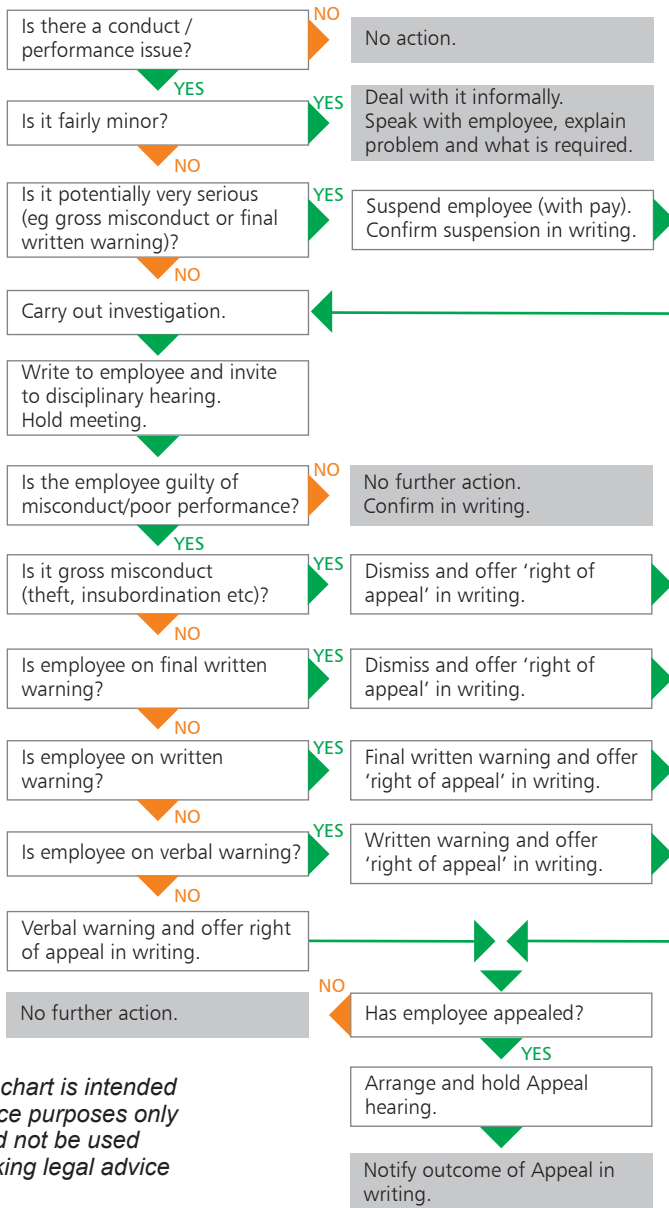 NO
Is there a conduct /
performance issue?
No action.
YES
Is it fairly minor?
YES
Deal with it informally.
Speak with employee, explain
problem and what is required.
NO
Is it potentially very serious
(eg gross misconduct or final
written warning)?
YES
Suspend employee (with pay).
Confirm suspension in writing.
NO
Carry out investigation.
Write to employee and invite
to disciplinary hearing.
Hold meeting.
Is the employee guilty of
misconduct/poor performance?
NO
No further action.
Confirm in writing.
YES
Is it gross misconduct
(theft, insubordination etc)?
YES
Dismiss and offer ‘right of
appeal’ in writing.
NO
Is employee on final written
warning?
YES
Dismiss and offer ‘right of
appeal’ in writing.
NO
Is employee on written
warning?
YES
Final written warning and offer
‘right of appeal’ in writing.
NO
Is employee on verbal warning?
YES
Written warning and offer
‘right of appeal’ in writing.
NO
Verbal warning and offer right
of appeal in writing.
NO
No further action.
Has employee appealed?
YES
Arrange and hold Appeal
hearing.
Notify outcome of Appeal in
writing.
chart is intended
ce purposes only
d not be used
king legal advice